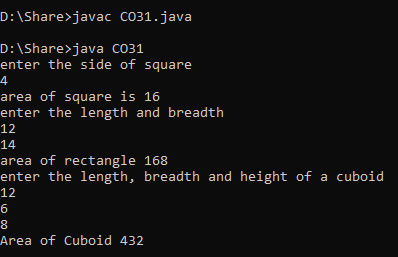 D:\Share>javac CO31.java
D:\Share>java CO31
enter the side of square
4
area of square is 16
enter the length and breadth
12
14
area of rectangle 168
enter the length, breadth and height of a cuboid
12
6
8
Area of Cuboid 432